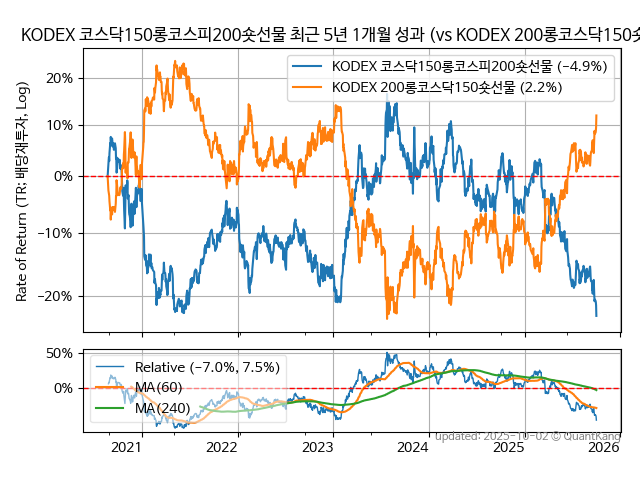 KODEX 코스닥150롱코스피200숏선물 최근 5년 1개월 성과 (vs KODEX 200롱코스닥150숏
Rate of Return (TR: 배당재투자, Log)
20%
10%
0%
−10%
−20%
KODEX 코스닥150롱코스피200숏선물 (−4.9%)
KODEX 200롱코스닥150숏선물 (2.2%)
50%
0%
Relative (−7.0%, 7.5%)
MA(60)
MA(240)
updated: 2025-10-02 © QuantKang
2021 2022 2023 2024 2025 2026